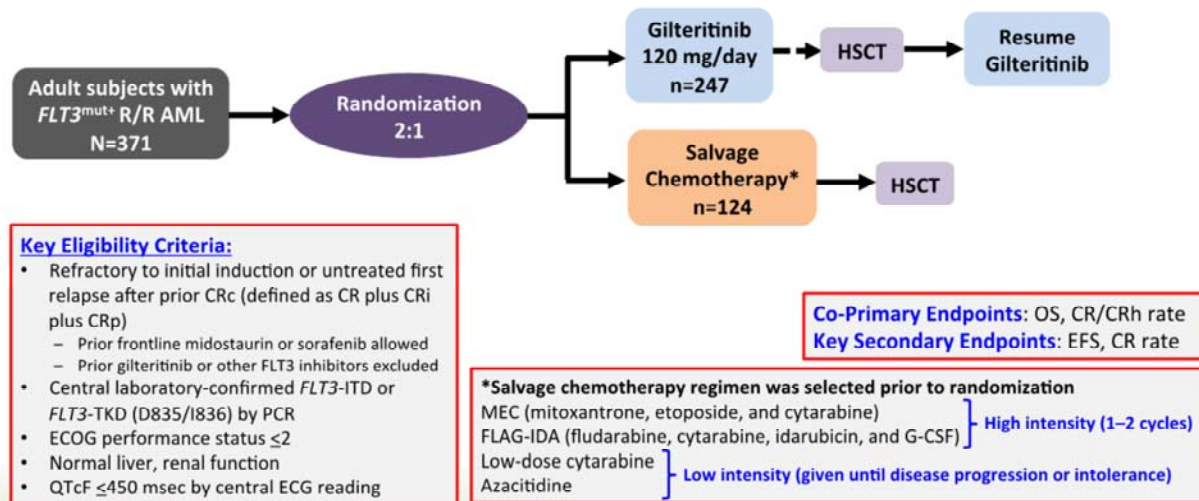 Adult subjects with
FLT3mut+ R/R AML
N=371
Randomization
2:1
Gilteritinib
120 mg/day
n=247
HSCT
Resume
Gilteritinib
Salvage
Chemotherapy*
n=124
HSCT
Key Eligibility Criteria:
• Refractory to initial induction or untreated first
relapse after prior CRc (defined as CR plus CRi
plus CRp)
– Prior frontline midostaurin or sorafenib allowed
– Prior gilteritinib or other FLT3 inhibitors excluded
• Central laboratory-confirmed FLT3-ITD or
FLT3-TKD (D835/I836) by PCR
• ECOG performance status ≤2
• Normal liver, renal function
• QTcF ≤450 msec by central ECG reading
Co-Primary Endpoints: OS, CR/CRh rate
Key Secondary Endpoints: EFS, CR rate
*Salvage chemotherapy regimen was selected prior to randomization
MEC (mitoxantrone, etoposide, and cytarabine)
FLAG-IDA (fludarabine, cytarabine, idarubicin, and G-CSF)
High intensity (1–2 cycles)
Low-dose cytarabine
Azacitidine
Low intensity (given until disease progression or intolerance)